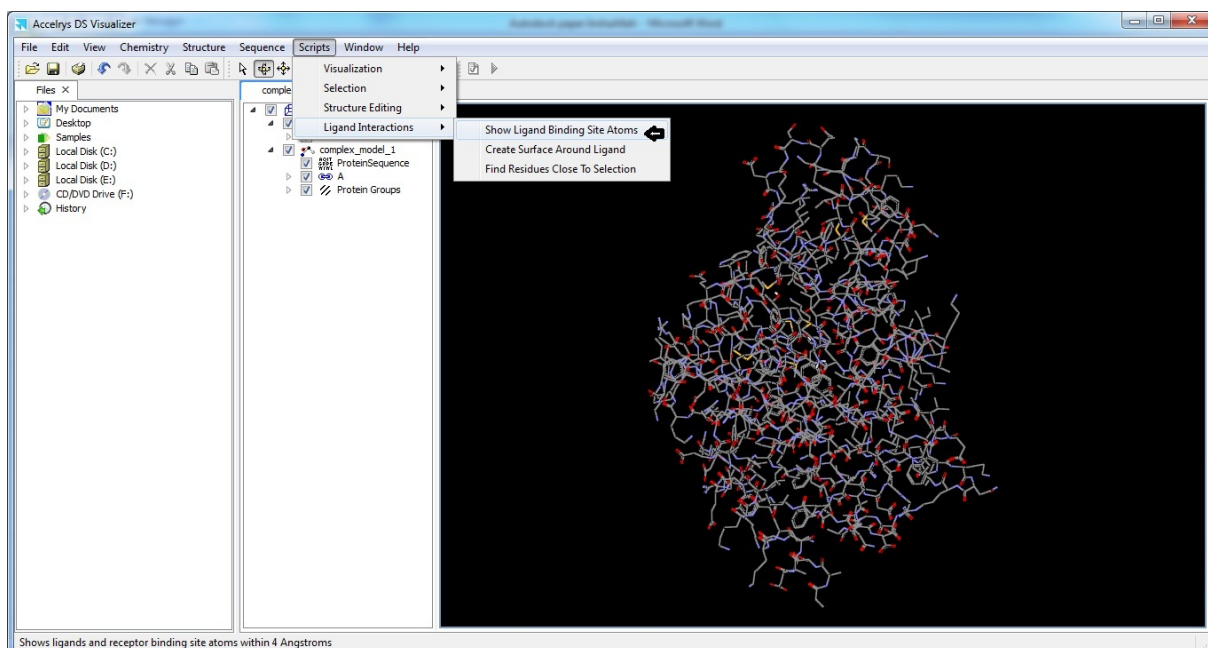 Accelrys DS Visualizer
File Edit View Chemistry Structure Sequence Scripts Window Help
Files
comple
Visualization
Selection
Structure Editing
Ligand Interactions
Show Ligand Binding Site Atoms
Create Surface Around Ligand
Find Residues Close To Selection
My Documents
Desktop
Samples
Local Disk (C:)
Local Disk (D:)
Local Disk (E:)
CD/DVD Drive (F:)
History
complex_model_1
ProteinSequence
A
Protein Groups
Shows ligands and receptor binding site atoms within 4 Angstroms